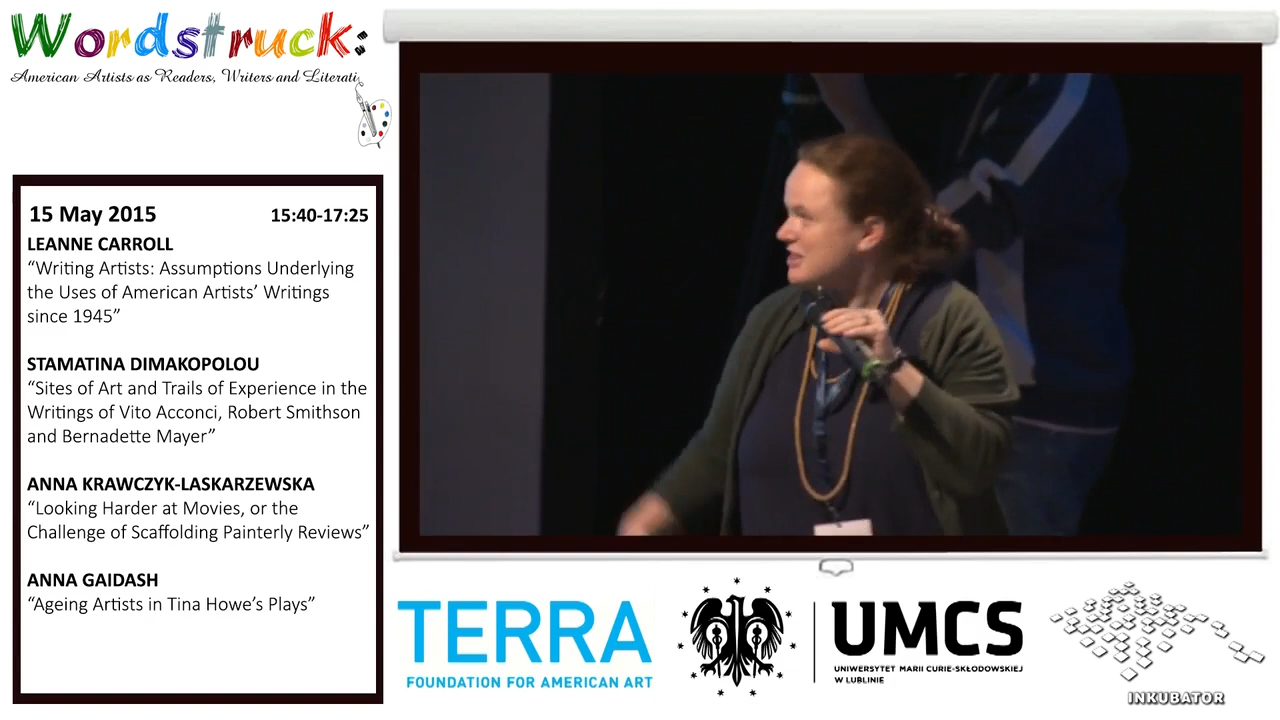 Wordstruck:
American Artists as Readers, Writers and Literati
15 May 2015 15:40-17:25
LEANNE CARROLL
“Writing Artists: Assumptions Underlying
the Uses of American Artists’ Writings
since 1945”
STAMATINA DIMAKOPOLOU
“Sites of Art and Trails of Experience in the
Writings of Vito Acconci, Robert Smithson
and Bernadette Mayer”
ANNA KRAWCZYK-LASKARZEWSKA
“Looking Harder at Movies, or the
Challenge of Scaffolding Painterly Reviews”
ANNA GAIDASH
“Ageing Artists in Tina Howe’s Plays”
TERRA
FOUNDATION FOR AMERICAN ART
UMCS
UNIWERSYTET MARII CURIE-SKŁODOWSKIEJ
W LUBLINIE
INKUBATOR